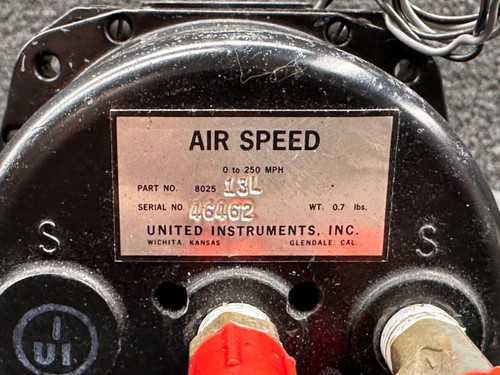 AIR SPEED
0 to 250 MPH
PART NO. 8025 13L
SERIAL NO 46462 WT. 0.7 lbs.
UNITED INSTRUMENTS, INC.
WICHITA, KANSAS GLENDALE, CAL.
S S
UI